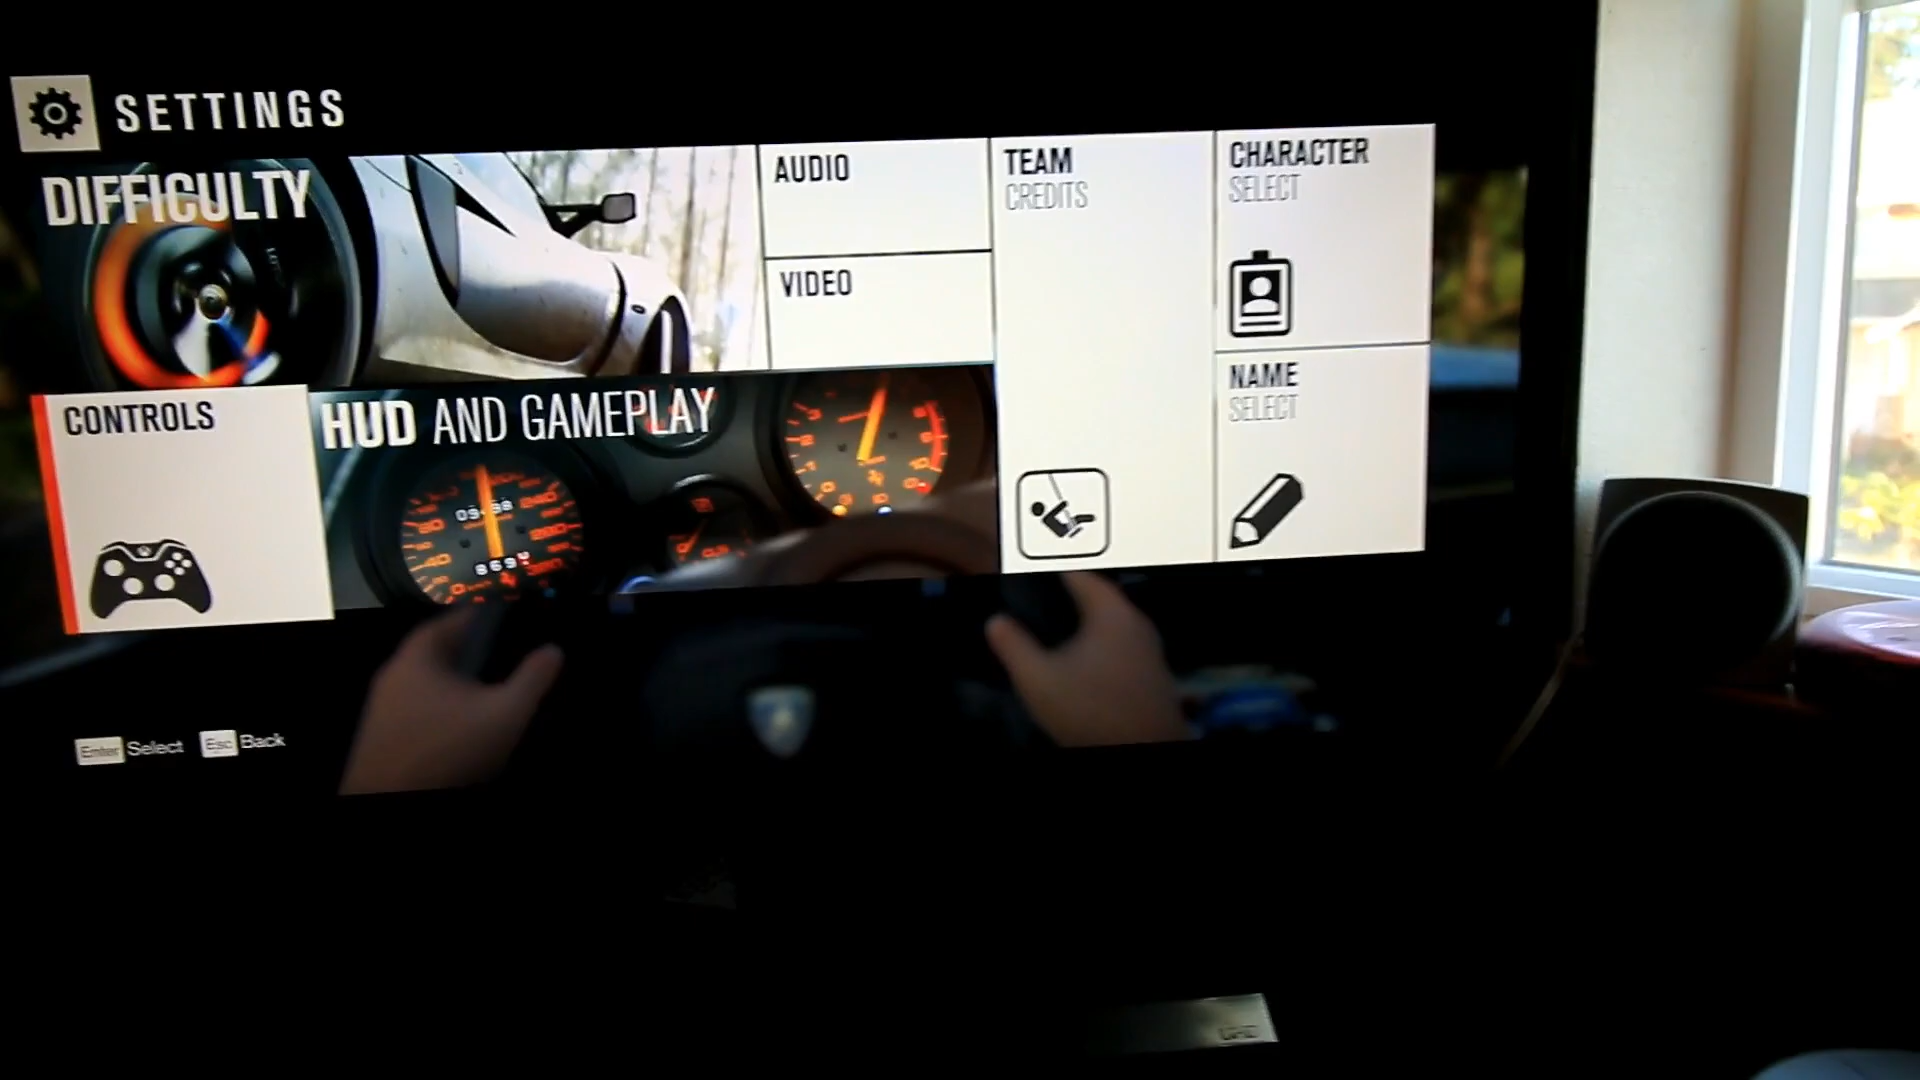 SETTINGS
DIFFICULTY
AUDIO
VIDEO
TEAM
CREDITS
CHARACTER
SELECT
NAME
SELECT
CONTROLS
HUD AND GAMEPLAY
Enter Select Esc Back